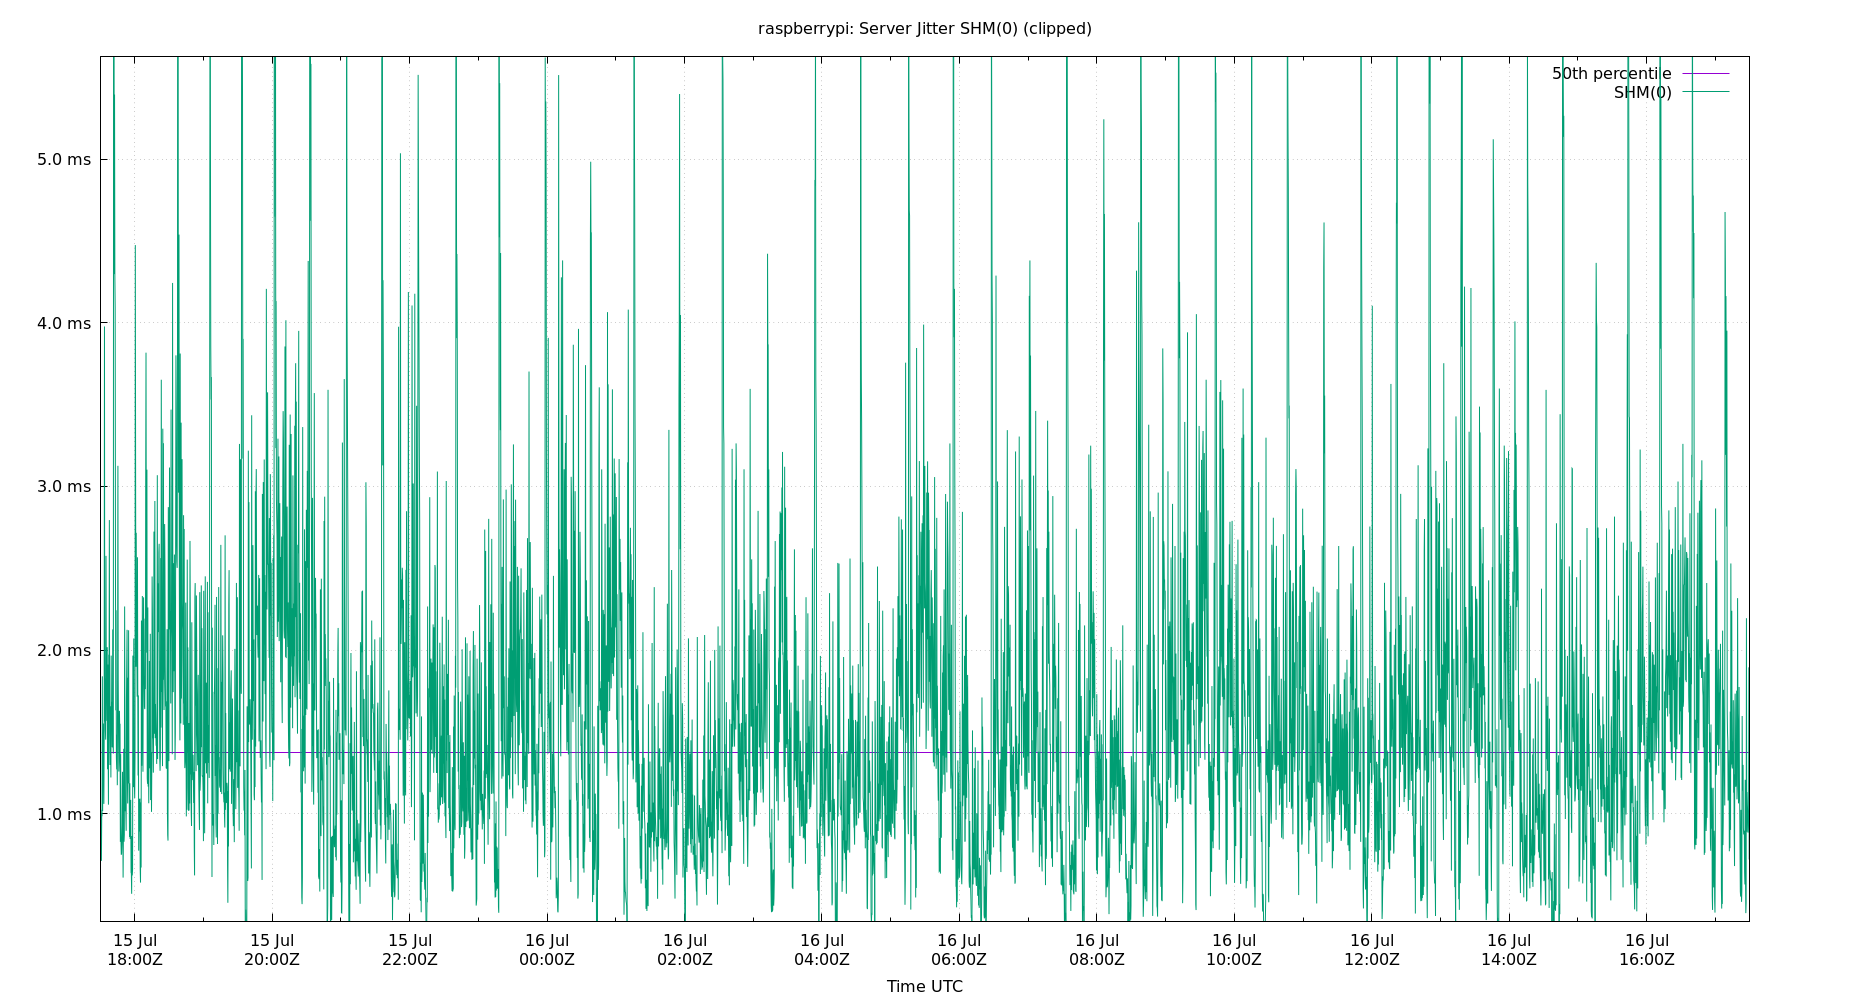 raspberrypi: Server Jitter SHM(0) (clipped)
50th percentile
SHM(0)
5.0 ms
4.0 ms
3.0 ms
2.0 ms
1.0 ms
15 Jul 15 Jul 15 Jul 16 Jul 16 Jul 16 Jul 16 Jul 16 Jul 16 Jul 16 Jul 16 Jul 16 Jul
18:00Z 20:00Z 22:00Z 00:00Z 02:00Z 04:00Z 06:00Z 08:00Z 10:00Z 12:00Z 14:00Z 16:00Z
Time UTC